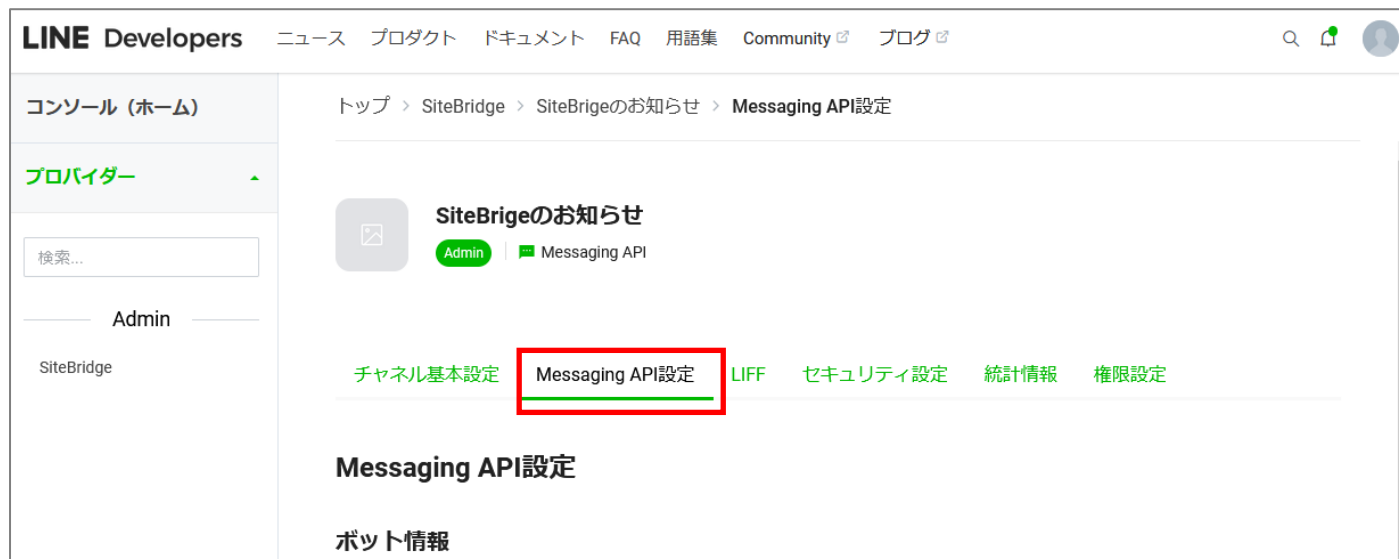 LINE Developers ニュース プロダクト ドキュメント FAQ 用語集 Community ブログ
コンソール（ホーム）
トップ > SiteBridge > SiteBrigeのお知らせ > Messaging API設定
プロバイダー
SiteBrigeのお知らせ
Admin Messaging API
検索...
Admin
SiteBridge
チャネル基本設定 Messaging API設定 LIFF セキュリティ設定 統計情報 権限設定
Messaging API設定
ボット情報